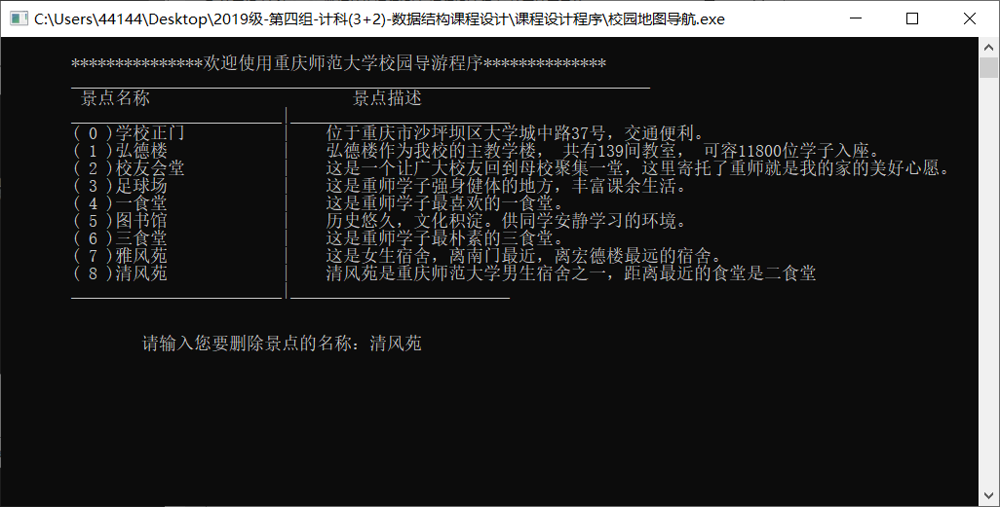 C:\Users\44144\Desktop\2019级-第四组-计科(3+2)-数据结构课程设计\课程设计程序\校园地图导航.exe
***************欢迎使用重庆师范大学校园导游程序**************
景点名称 景点描述
( 0 )学校正门 | 位于重庆市沙坪坝区大学城中路37号，交通便利。
( 1 )弘德楼 | 弘德楼作为我校的主教学楼， 共有139间教室， 可容11800位学子入座。
( 2 )校友会堂 | 这是一个让广大校友回到母校聚集一堂，这里寄托了重师就是我的家的美好心愿。
( 3 )足球场 | 这是重师学子强身健体的地方，丰富课余生活。
( 4 )一食堂 | 这是重师学子最喜欢的一食堂。
( 5 )图书馆 | 历史悠久，文化积淀。供同学安静学习的环境。
( 6 )三食堂 | 这是重师学子最朴素的三食堂。
( 7 )雅风苑 | 这是女生宿舍，离南门最近，离宏德楼最远的宿舍。
( 8 )清风苑 | 清风苑是重庆师范大学男生宿舍之一，距离最近的食堂是二食堂
请输入您要删除景点的名称：清风苑